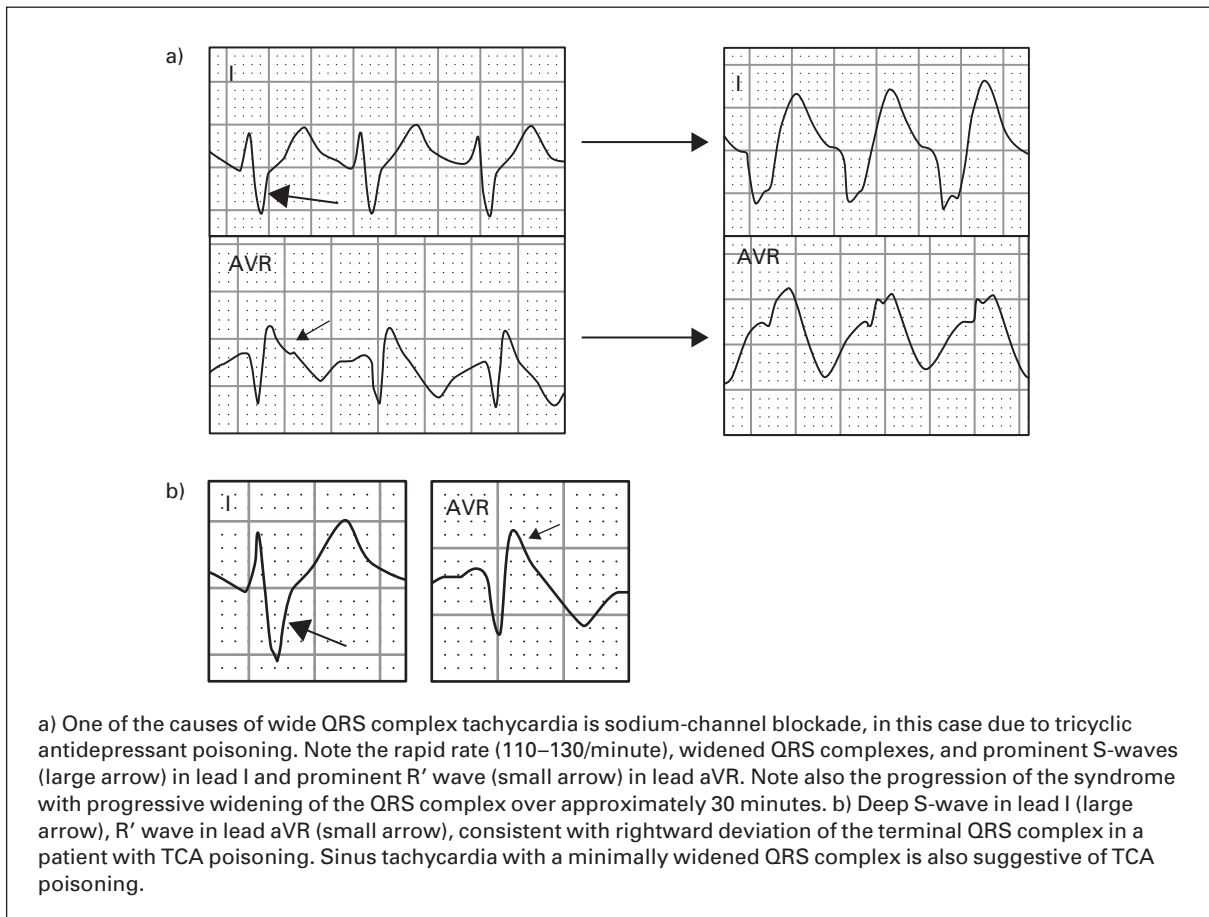 a)
I
I
AVR
AVR
b)
I
AVR
a) One of the causes of wide QRS complex tachycardia is sodium-channel blockade, in this case due to tricyclic
antidepressant poisoning. Note the rapid rate (110–130/minute), widened QRS complexes, and prominent S-waves
(large arrow) in lead I and prominent R’ wave (small arrow) in lead aVR. Note also the progression of the syndrome
with progressive widening of the QRS complex over approximately 30 minutes. b) Deep S-wave in lead I (large
arrow), R’ wave in lead aVR (small arrow), consistent with rightward deviation of the terminal QRS complex in a
patient with TCA poisoning. Sinus tachycardia with a minimally widened QRS complex is also suggestive of TCA
poisoning.